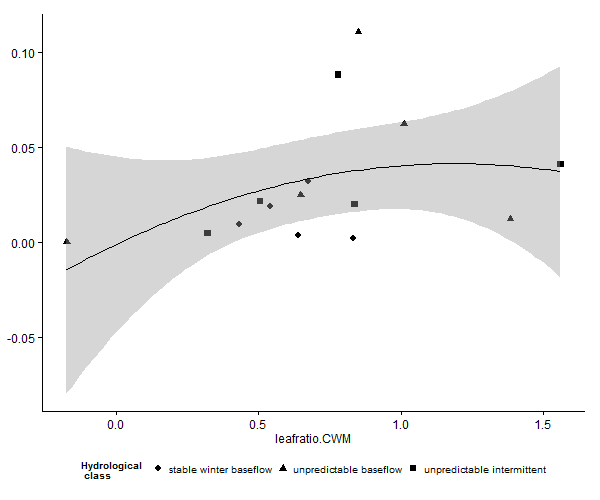 0.10
0.05
0.00
-0.05
0.0 0.5 1.0 1.5
leafratio.CWM
Hydrological
class
stable winter baseflow unpredictable baseflow unpredictable intermittent